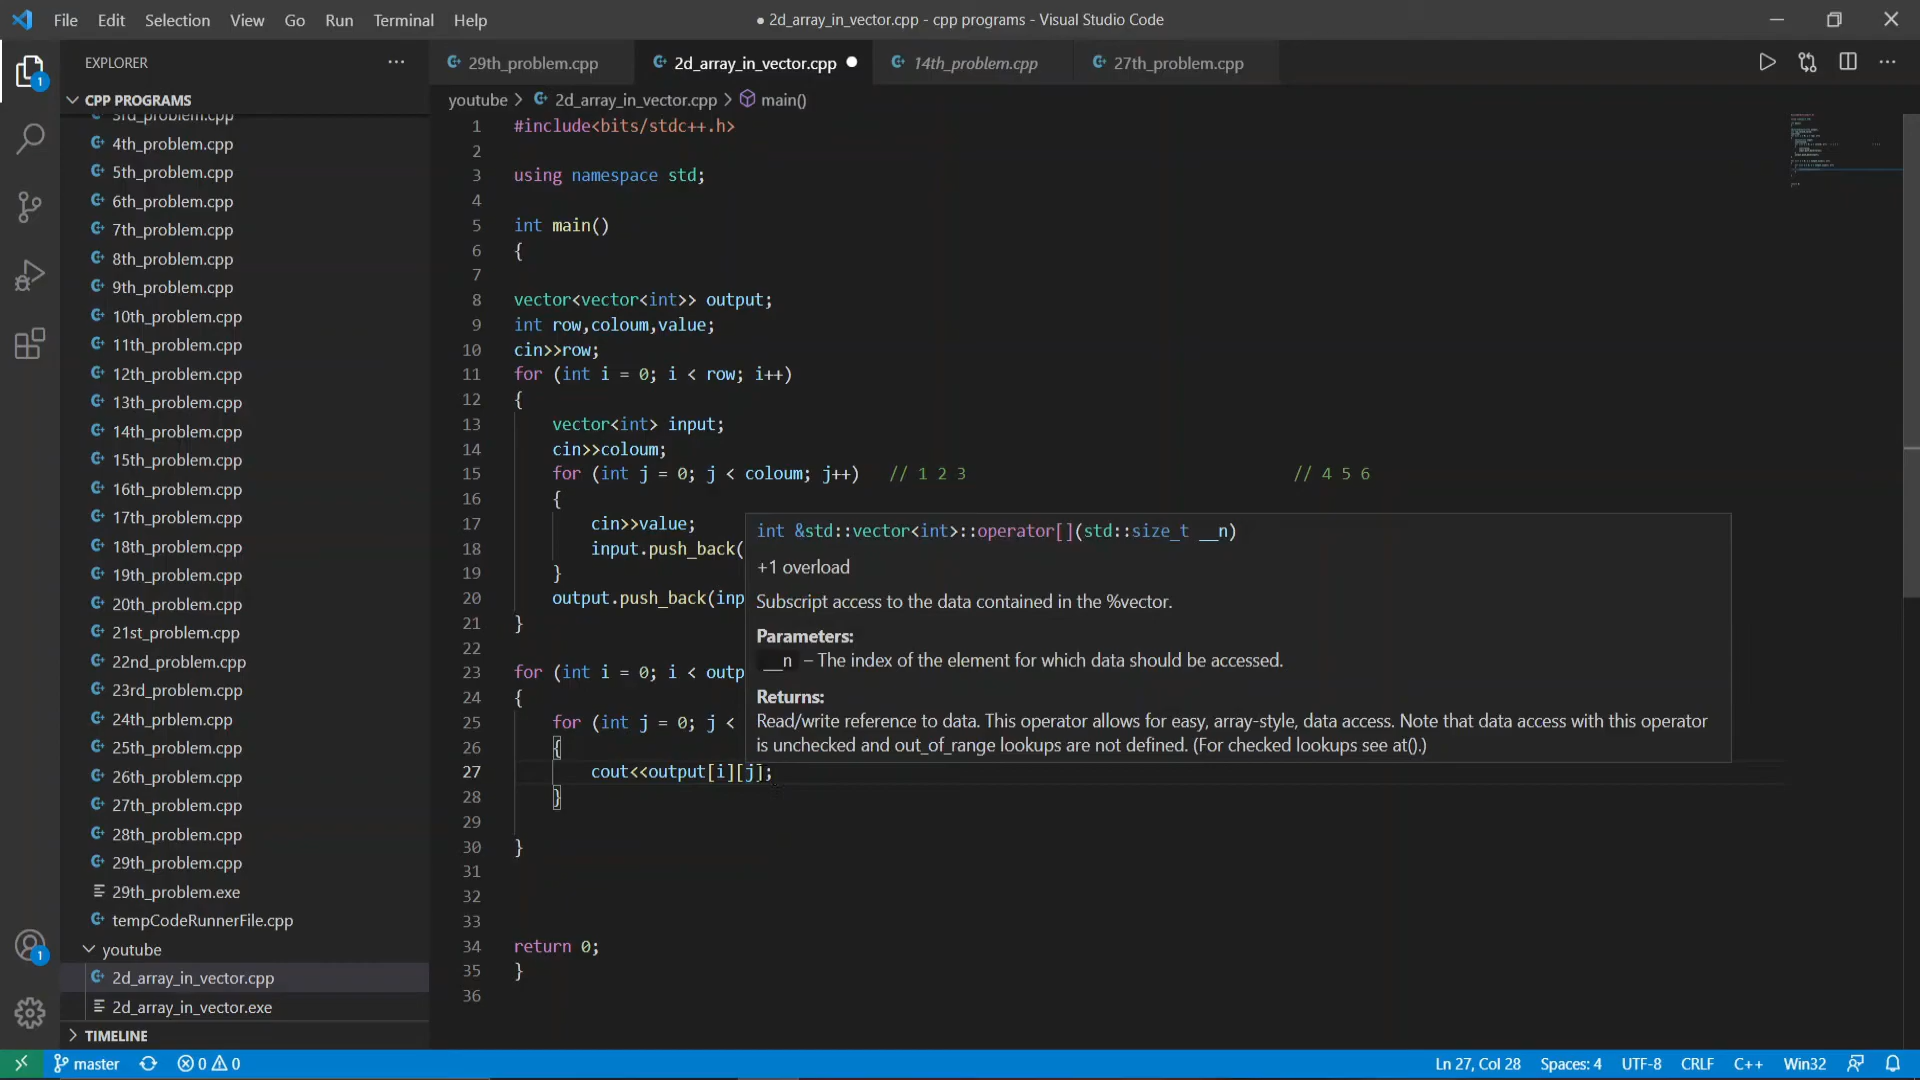 File Edit Selection View Go Run Terminal Help
● 2d_array_in_vector.cpp - cpp programs - Visual Studio Code
EXPLORER
29th_problem.cpp
2d_array_in_vector.cpp
14th_problem.cpp
27th_problem.cpp
CPP PROGRAMS
3rd_problem.cpp
4th_problem.cpp
5th_problem.cpp
6th_problem.cpp
7th_problem.cpp
8th_problem.cpp
9th_problem.cpp
10th_problem.cpp
11th_problem.cpp
12th_problem.cpp
13th_problem.cpp
14th_problem.cpp
15th_problem.cpp
16th_problem.cpp
17th_problem.cpp
18th_problem.cpp
19th_problem.cpp
20th_problem.cpp
21st_problem.cpp
22nd_problem.cpp
23rd_problem.cpp
24th_prblem.cpp
25th_problem.cpp
26th_problem.cpp
27th_problem.cpp
28th_problem.cpp
29th_problem.cpp
29th_problem.exe
tempCodeRunnerFile.cpp
youtube
2d_array_in_vector.cpp
2d_array_in_vector.exe
TIMELINE
1
1
youtube > 2d_array_in_vector.cpp > main()
1 #include<bits/stdc++.h>
2
3 using namespace std;
4
5 int main()
6 {
7
8 vector<vector<int>> output;
9 int row,coloum,value;
10 cin>>row;
11 for (int i = 0; i < row; i++)
12 {
13 vector<int> input;
14 cin>>coloum;
15 for (int j = 0; j < coloum; j++) // 1 2 3 // 4 5 6
16 {
17 cin>>value;
18 input.push_back(
19 }
20 output.push_back(inp
21 }
22
23 for (int i = 0; i < outp
24 {
25 for (int j = 0; j <
26 {
27 cout<<output[i][j];
28 }
29
30 }
31
32
33
34 return 0;
35 }
36
int &std::vector<int>::operator[](std::size_t __n)
+1 overload
Subscript access to the data contained in the %vector.
Parameters:
__n – The index of the element for which data should be accessed.
Returns:
Read/write reference to data. This operator allows for easy, array-style, data access. Note that data access with this operator
is unchecked and out_of_range lookups are not defined. (For checked lookups see at().)
master 0 0
Ln 27, Col 28 Spaces: 4 UTF-8 CRLF C++ Win32